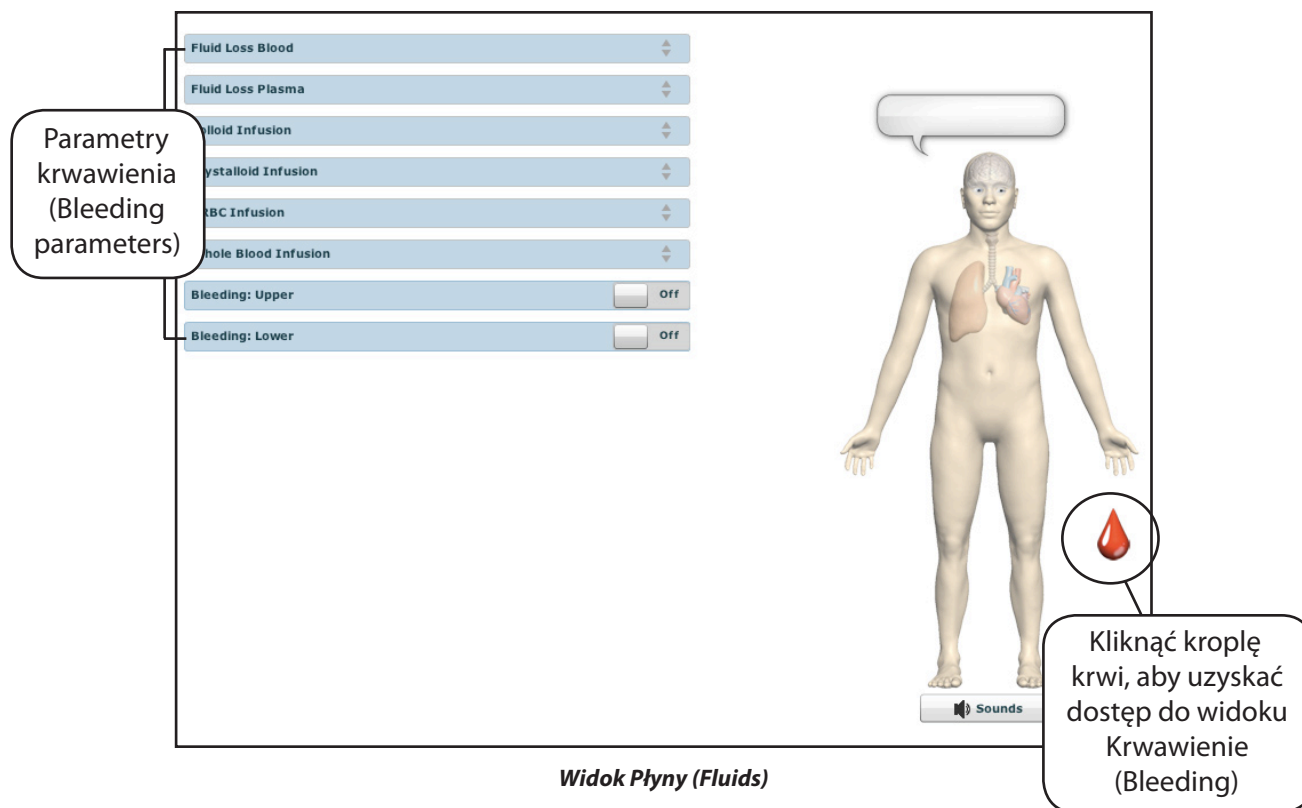 Fluid Loss Blood
Fluid Loss Plasma
olloid Infusion
ystalloid Infusion
RBC Infusion
hole Blood Infusion
Bleeding: Upper
Off
Bleeding: Lower
Off
Parametry
krwawienia
(Bleeding
parameters)
Sounds
Kliknąć kroplę
krwi, aby uzyskać
dostęp do widoku
Krwawienie
(Bleeding)
Widok Płyny (Fluids)